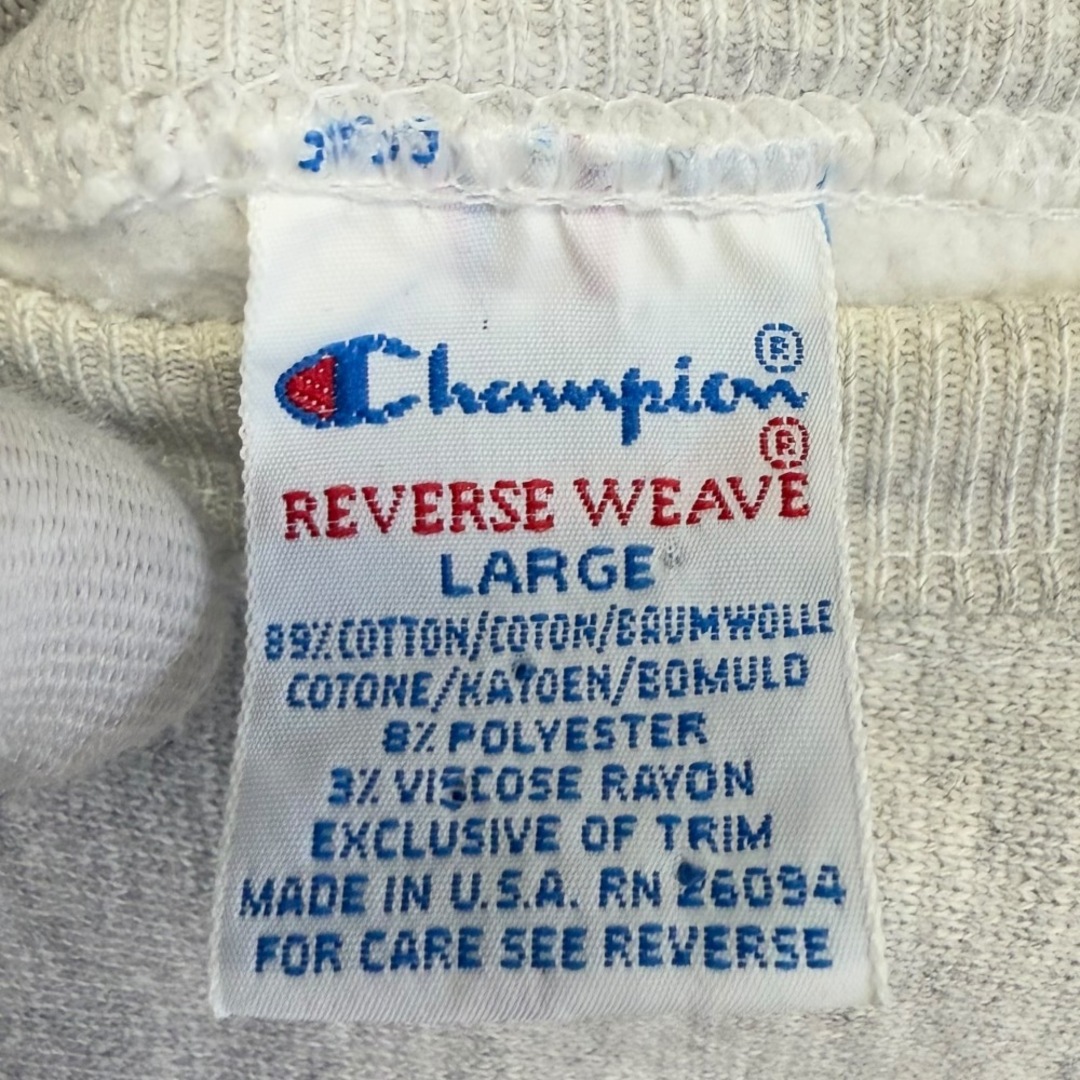 Champion®
REVERSE WEAVE®
LARGE
89% COTTON/COTON/BAUMWOLLE
COTONE/KATOEN/BOMULD
8% POLYESTER
3% VISCOSE RAYON
EXCLUSIVE OF TRIM
MADE IN U.S.A. RN 26094
FOR CARE SEE REVERSE